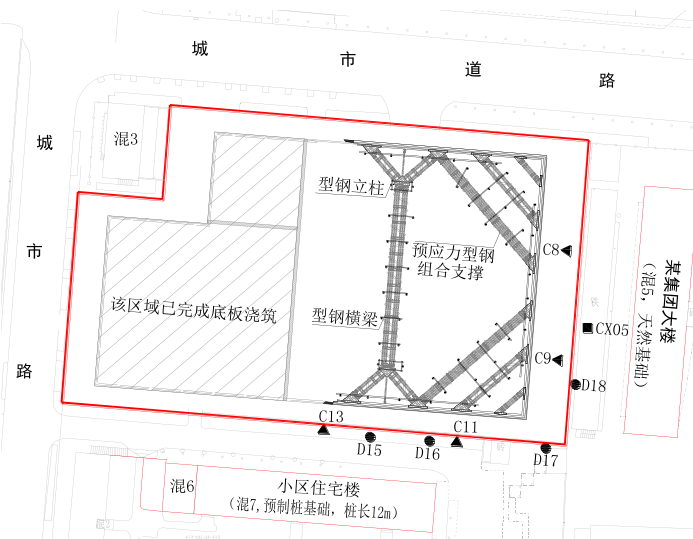 城 市 道 路
混3
城 市 路
型钢立柱
预应力型钢
组合支撑
C8
某集团大楼
(混5, 天然基础)
该区域已完成底板浇筑
型钢横梁
CX05
C9
D18
C13
C11
D15
D16
D17
混6
小区住宅楼
(混7,预制桩基础, 桩长12m)